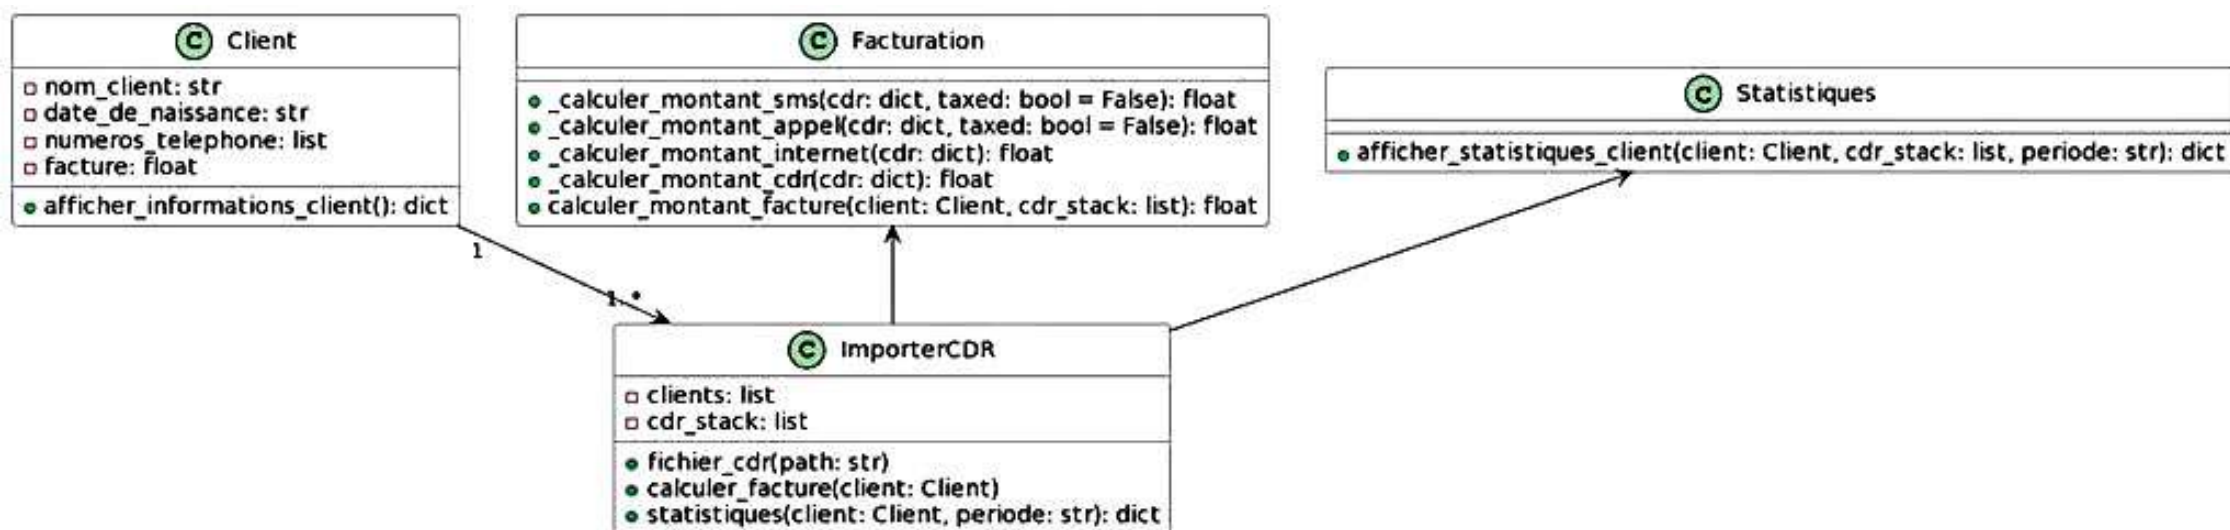 C Client
nom_client: str
date_de_naissance: str
numeros_telephone: list
facture: float
afficher_informations_client(): dict
C Facturation
_calculer_montant_sms(cdr: dict, taxed: bool = False): float
_calculer_montant_appel(cdr: dict, taxed: bool = False): float
_calculer_montant_internet(cdr: dict): float
_calculer_montant_cdr(cdr: dict): float
calculer_montant_facture(client: Client, cdr_stack: list): float
C Statistiques
afficher_statistiques_client(client: Client, cdr_stack: list, periode: str): dict
1
1..*
C ImporterCDR
clients: list
cdr_stack: list
fichier_cdr(path: str)
calculer_facture(client: Client)
statistiques(client: Client, periode: str): dict